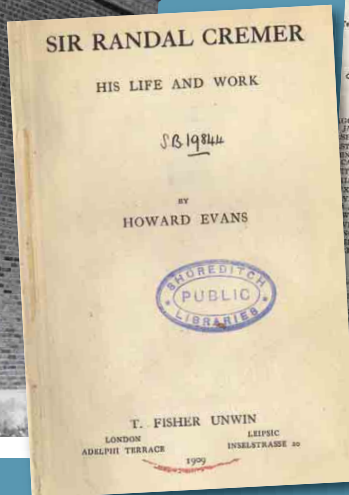 SIR RANDAL CREMER
HIS LIFE AND WORK
SB 19844
BY
HOWARD EVANS
SHOREDITCH
PUBLIC
LIBRARIES
T. FISHER UNWIN
LONDON
ADELPHI TERRACE
LEIPSIC
INSELSTRASSE 20
1909